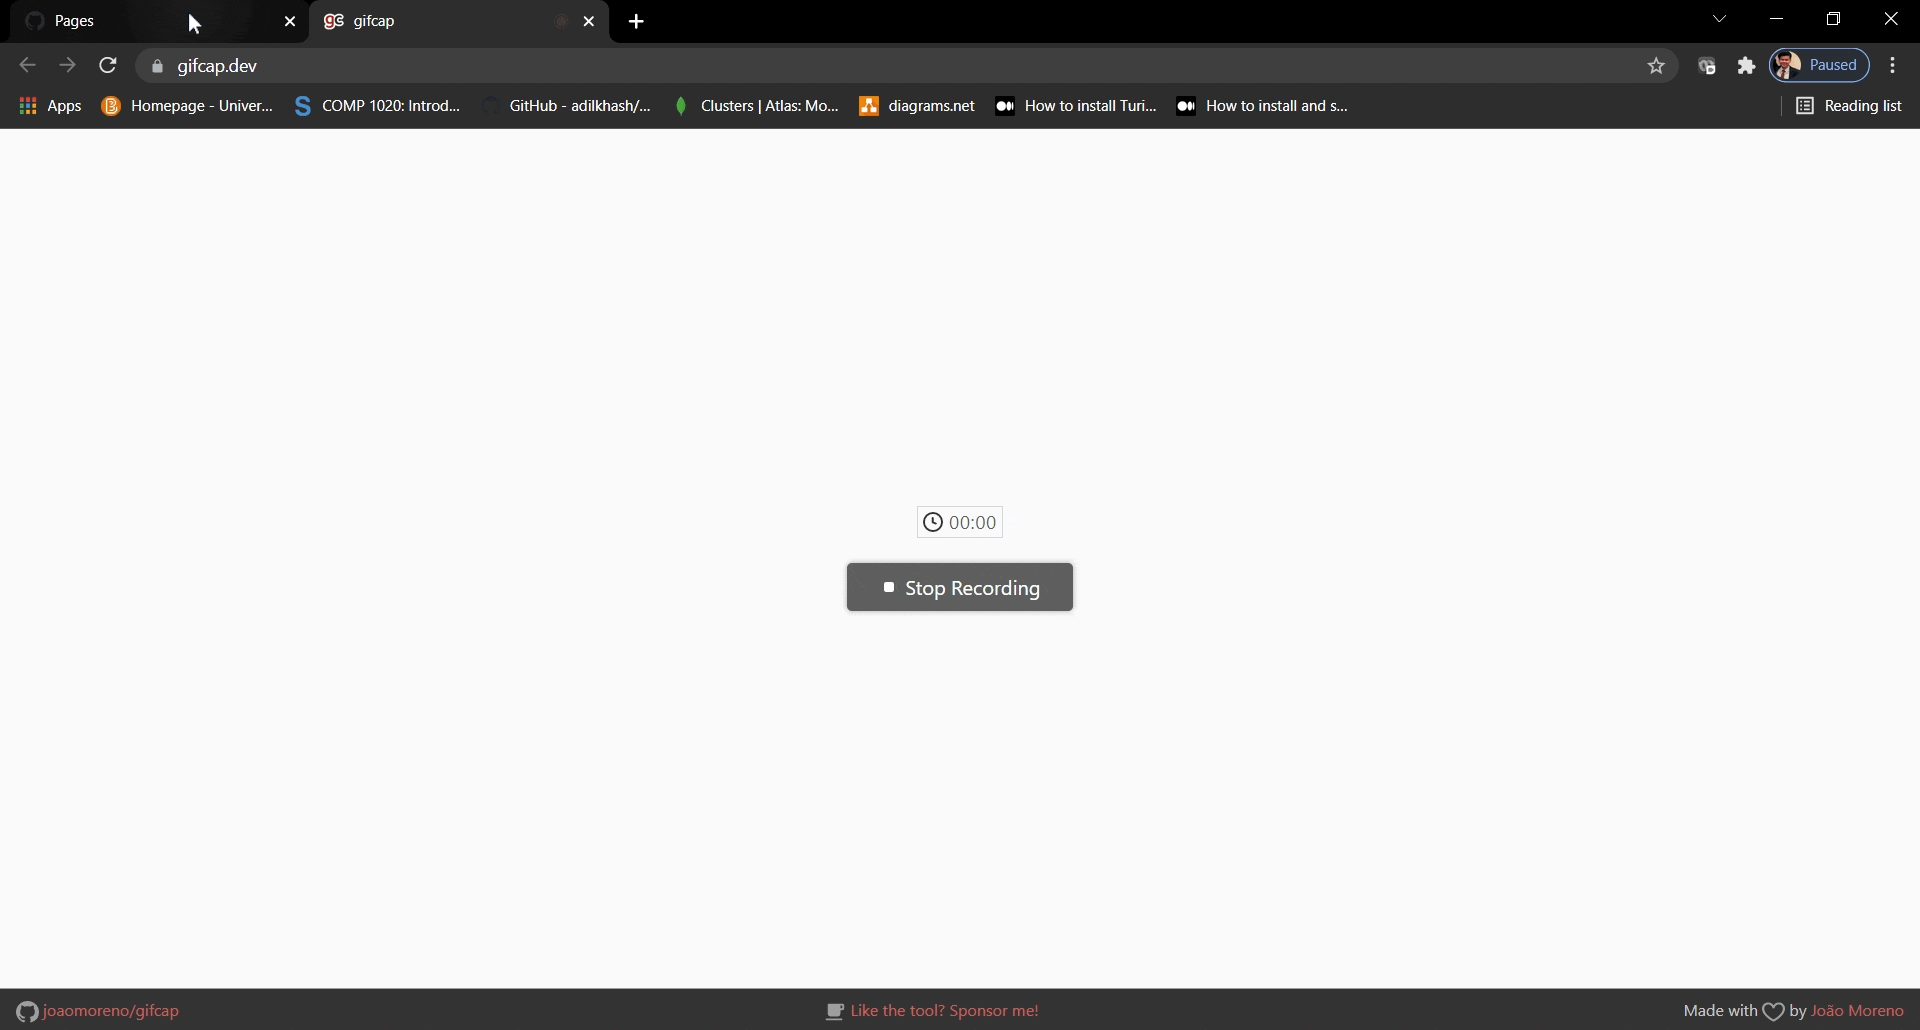 Pages
gc gifcap
gifcap.dev
Paused
Apps
Homepage - Univer...
COMP 1020: Introd...
GitHub - adilkhash/...
Clusters | Atlas: Mo...
diagrams.net
How to install Turi...
How to install and s...
Reading list
00:00
Stop Recording
joaomoreno/gifcap
Like the tool? Sponsor me!
Made with by João Moreno